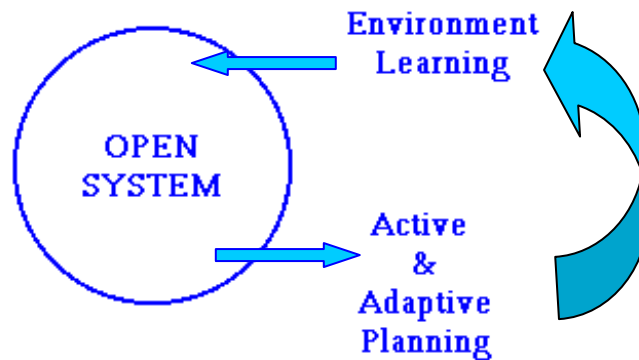 Environment
Learning
OPEN
SYSTEM
Active
&
Adaptive
Planning